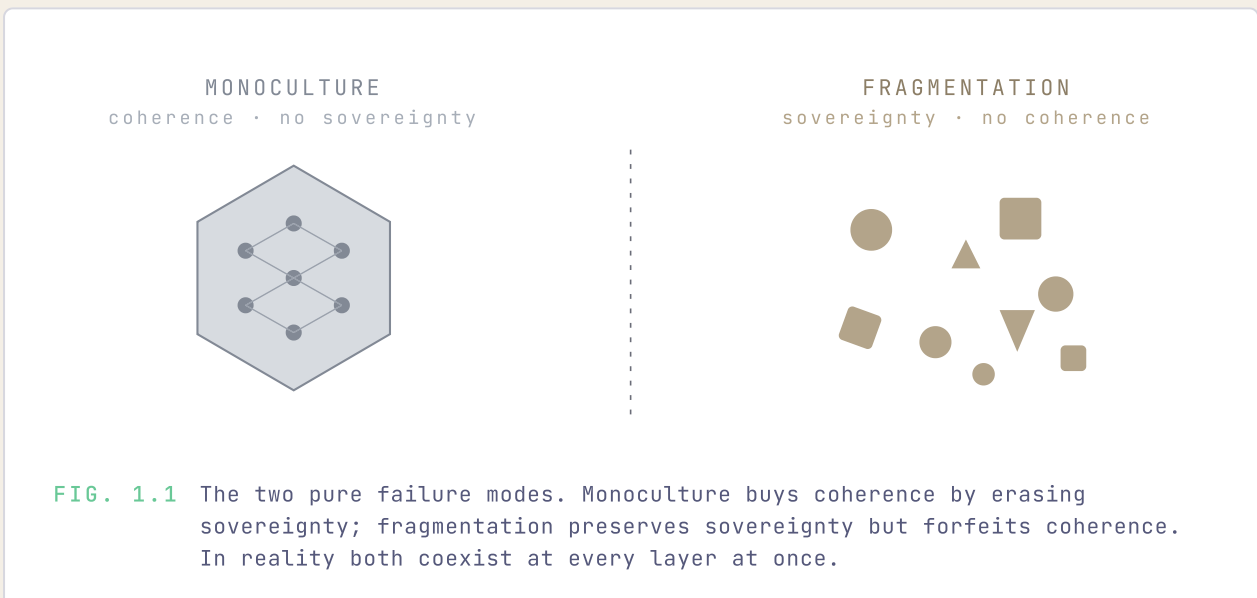 MONOCULTURE
coherence · no sovereignty
FRAGMENTATION
sovereignty · no coherence
FIG. 1.1 The two pure failure modes. Monoculture buys coherence by erasing
sovereignty; fragmentation preserves sovereignty but forfeits coherence.
In reality both coexist at every layer at once.